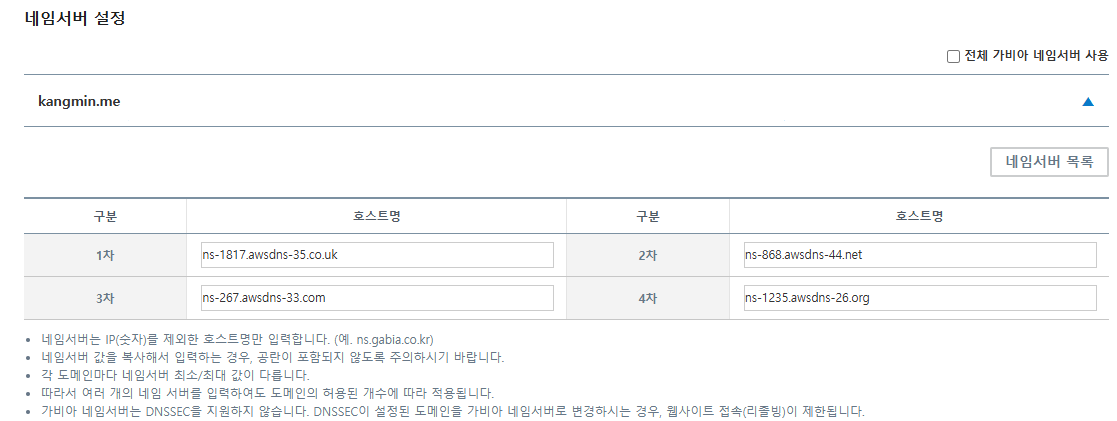 네임서버 설정
전체 가비아 네임서버 사용
kangmin.me
네임서버 목록
구분 호스트명 구분 호스트명
1차 ns-1817.awsdns-35.co.uk 2차 ns-868.awsdns-44.net
3차 ns-267.awsdns-33.com 4차 ns-1235.awsdns-26.org
네임서버는 IP(숫자)를 제외한 호스트명만 입력합니다. (예. ns.gabia.co.kr)
네임서버 값을 복사해서 입력하는 경우, 공란이 포함되지 않도록 주의하시기 바랍니다.
각 도메인마다 네임서버 최소/최대 값이 다릅니다.
따라서 여러 개의 네임 서버를 입력하여도 도메인의 허용된 개수에 따라 적용됩니다.
가비아 네임서버는 DNSSEC을 지원하지 않습니다. DNSSEC이 설정된 도메인을 가비아 네임서버로 변경하시는 경우, 웹사이트 접속(리졸빙)이 제한됩니다.